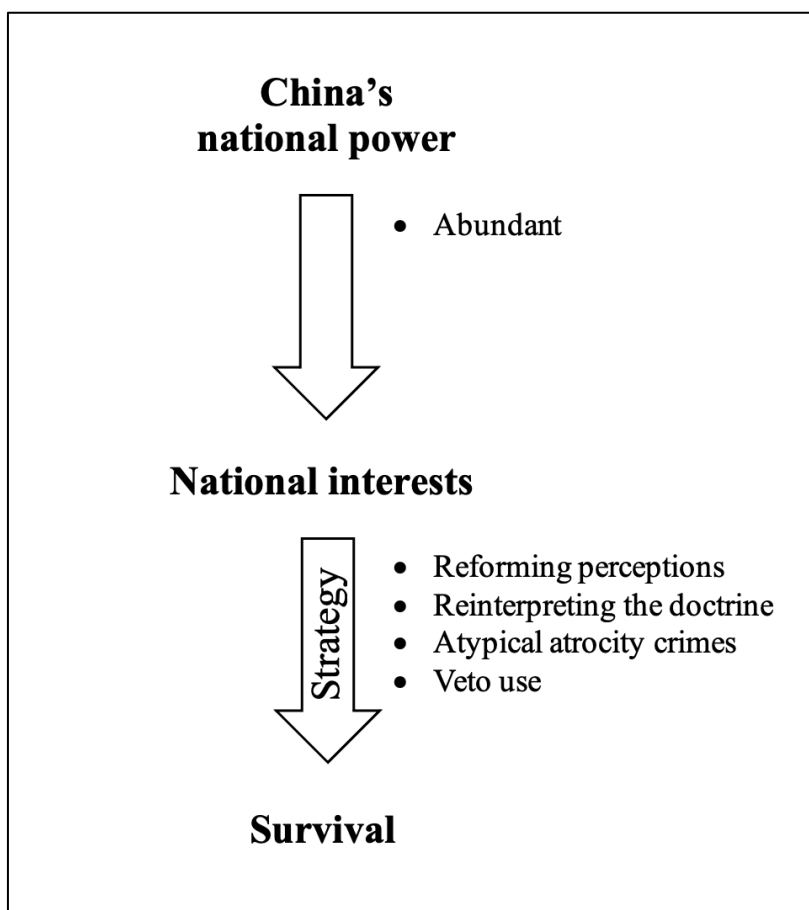 China’s
national power
• Abundant
National interests
Strategy
• Reforming perceptions
• Reinterpreting the doctrine
• Atypical atrocity crimes
• Veto use
Survival